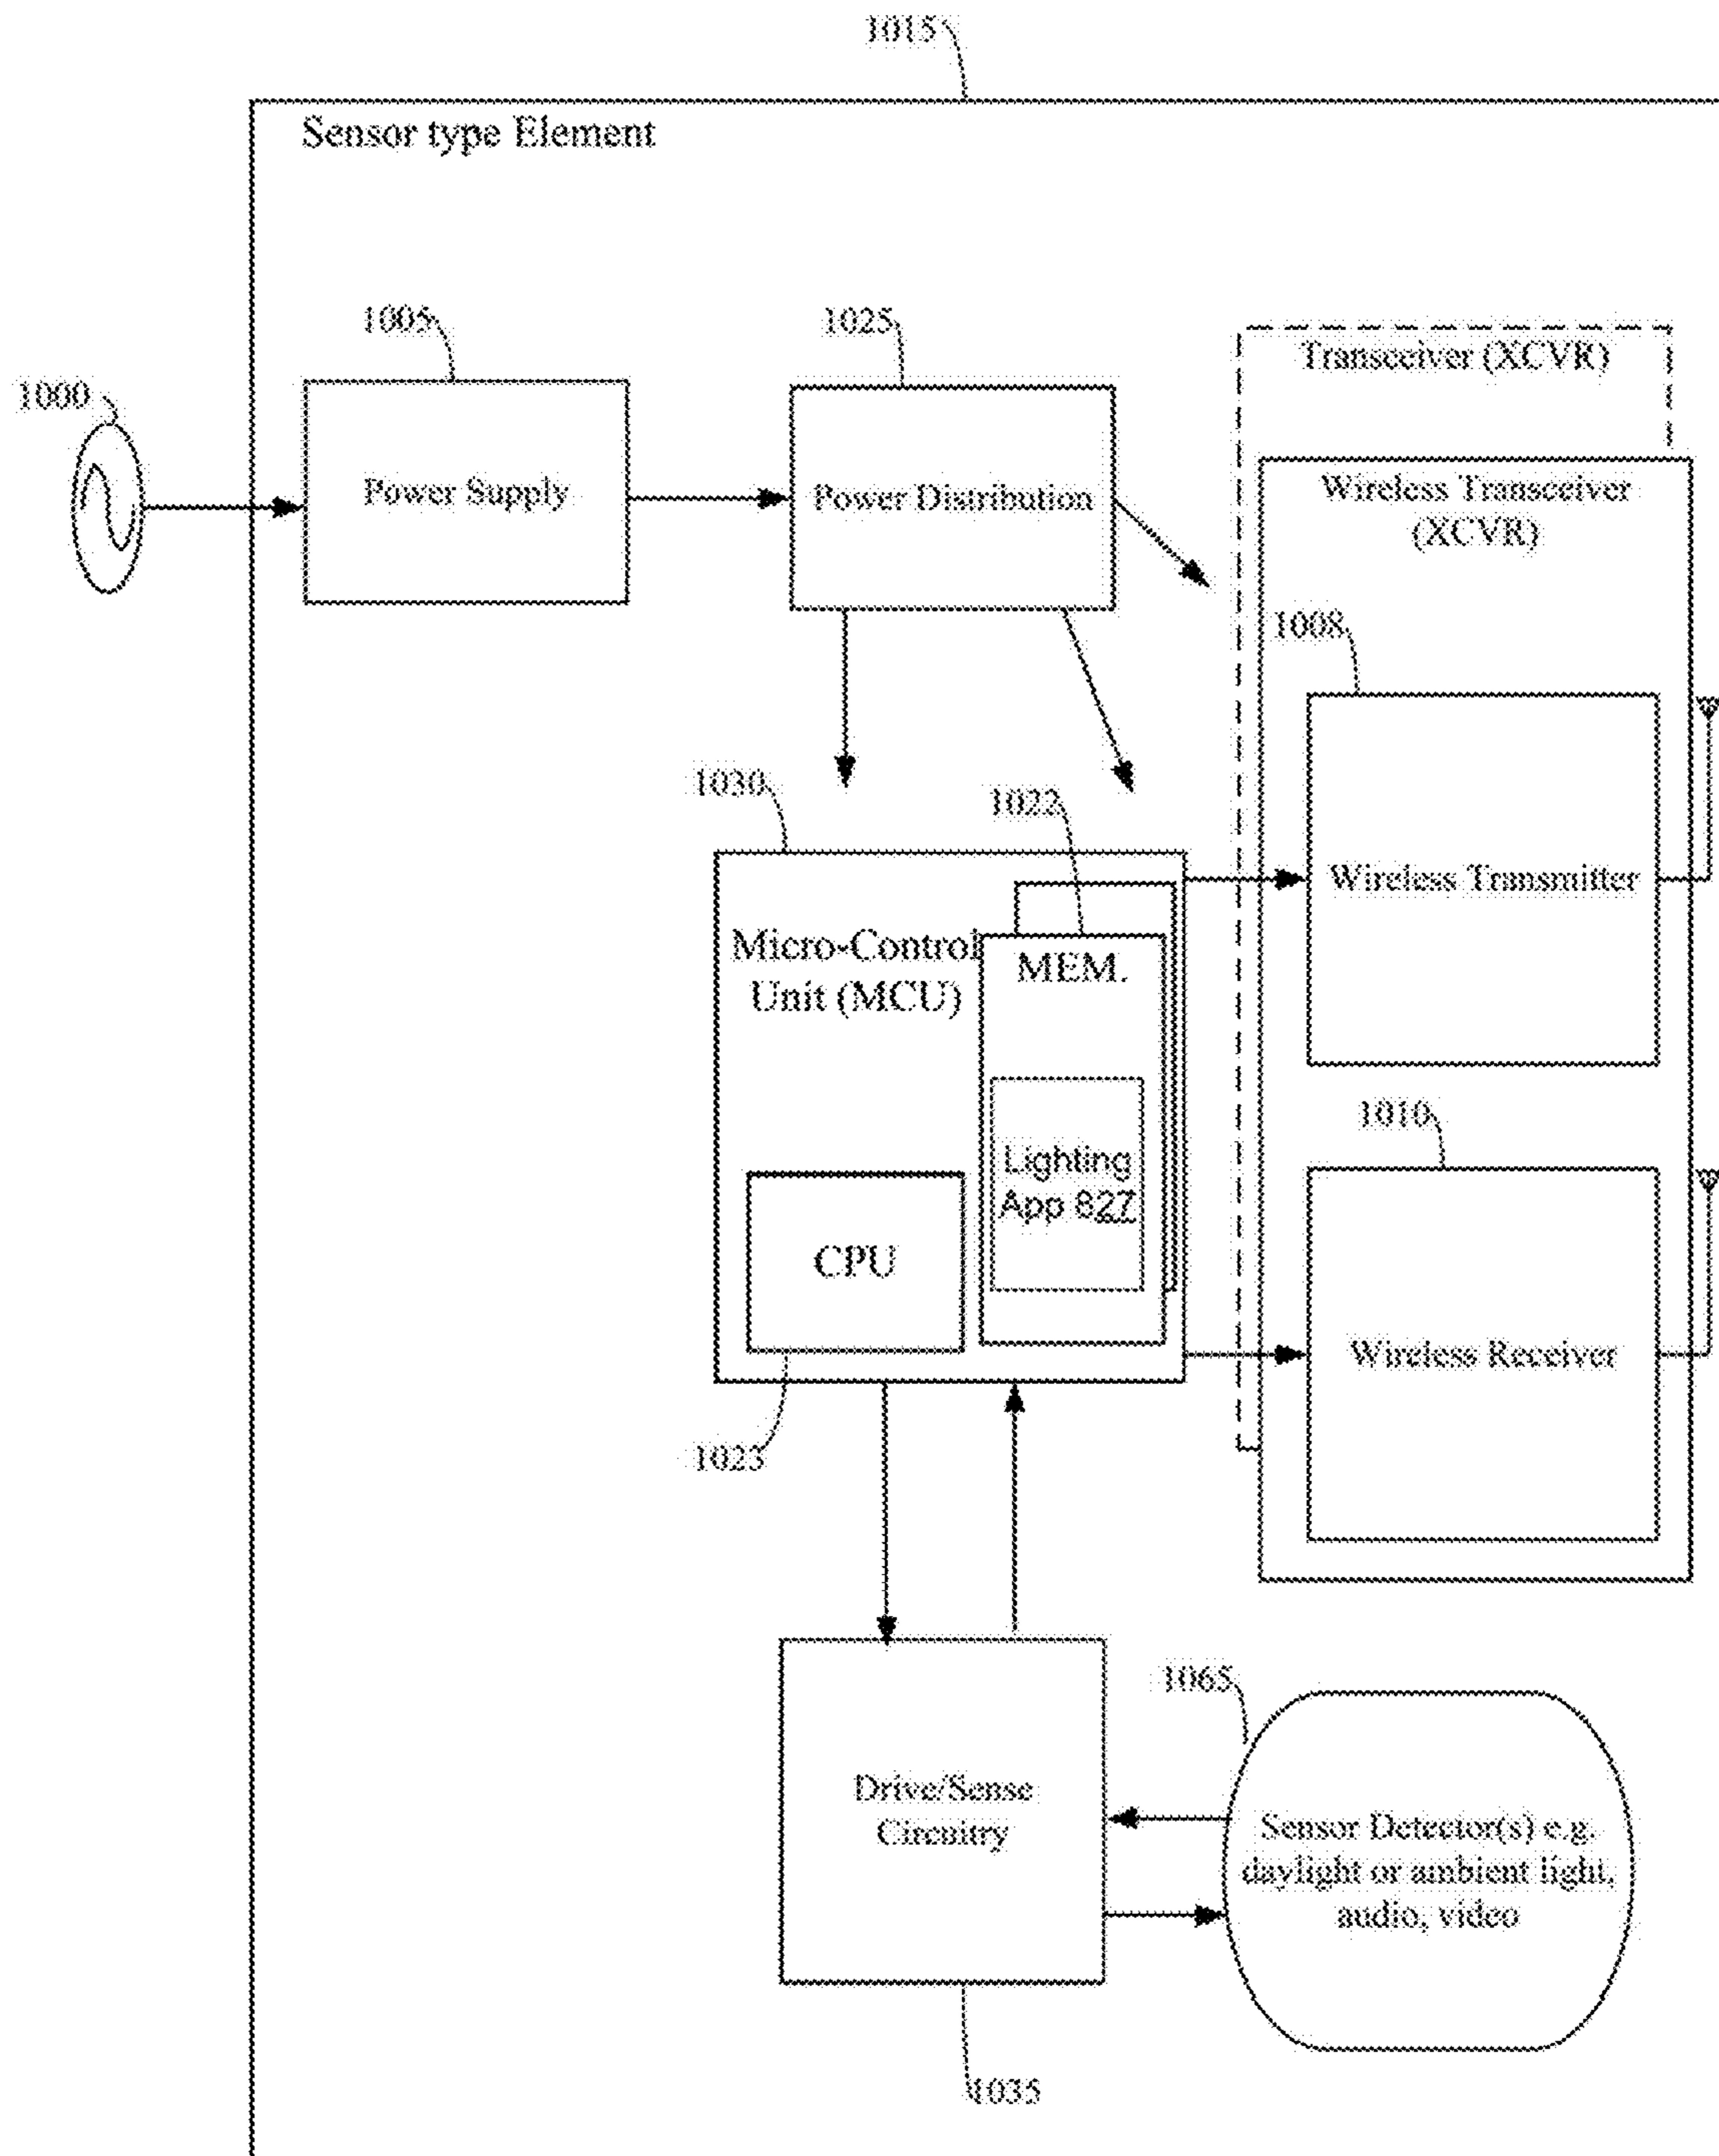 1015
Sensor type Element
1005
1025
Transceiver (XCVR)
1000
Power Supply
Power Distribution
Wireless Transceiver
(XCVR)
1008
1030
1022
Wireless Transmitter
Micro-Control
Unit (MCU)
MEM.
1010
Lighting
App 827
CPU
Wireless Receiver
1023
1065
Drive/Sense
Circuitry
Sensor Detector(s) e.g.
daylight or ambient light,
audio, video
1035